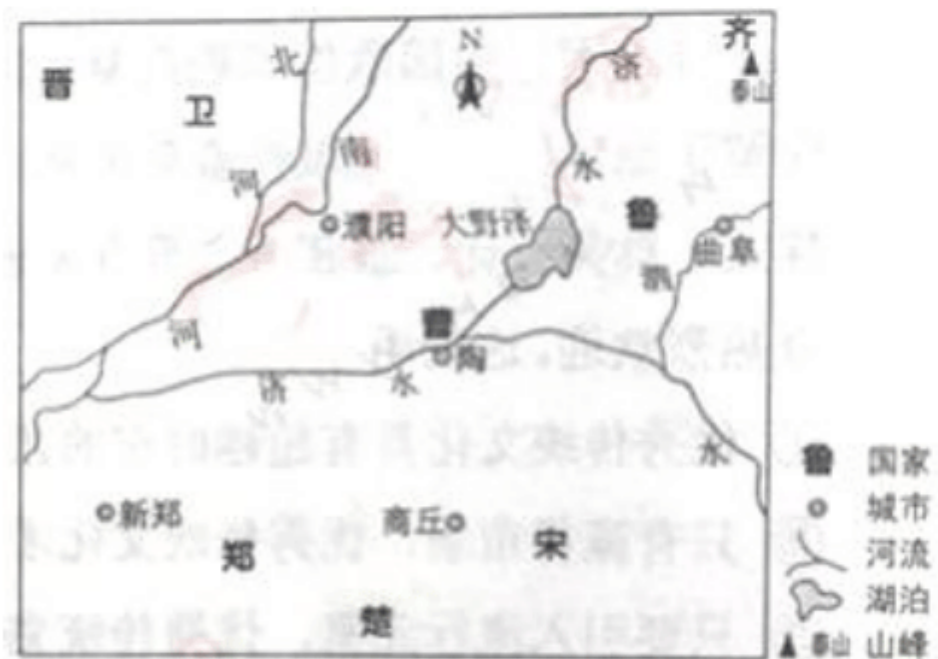 齐
泰山
晋
卫
北
河
南
河
济
水
鲁
濮阳
大野泽
曲阜
泗
水
曹
陶
济
水
新郑
商丘
郑
宋
楚
N
鲁 国家
城市
河流
湖泊
泰山 山峰